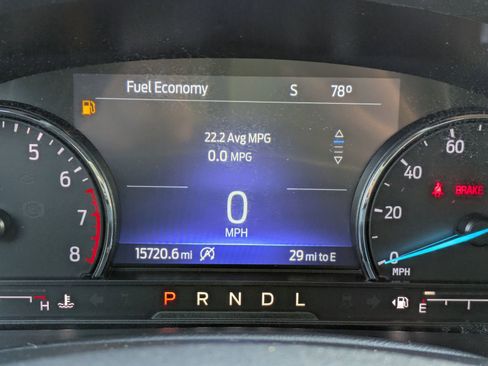 Fuel Economy S 78°
22.2 Avg MPG
0.0 MPG
0
MPH
15720.6 mi 29 mi to E
5
6
7
8
60
40
20
0
MPH
BRAKE
H
P R N D L
E